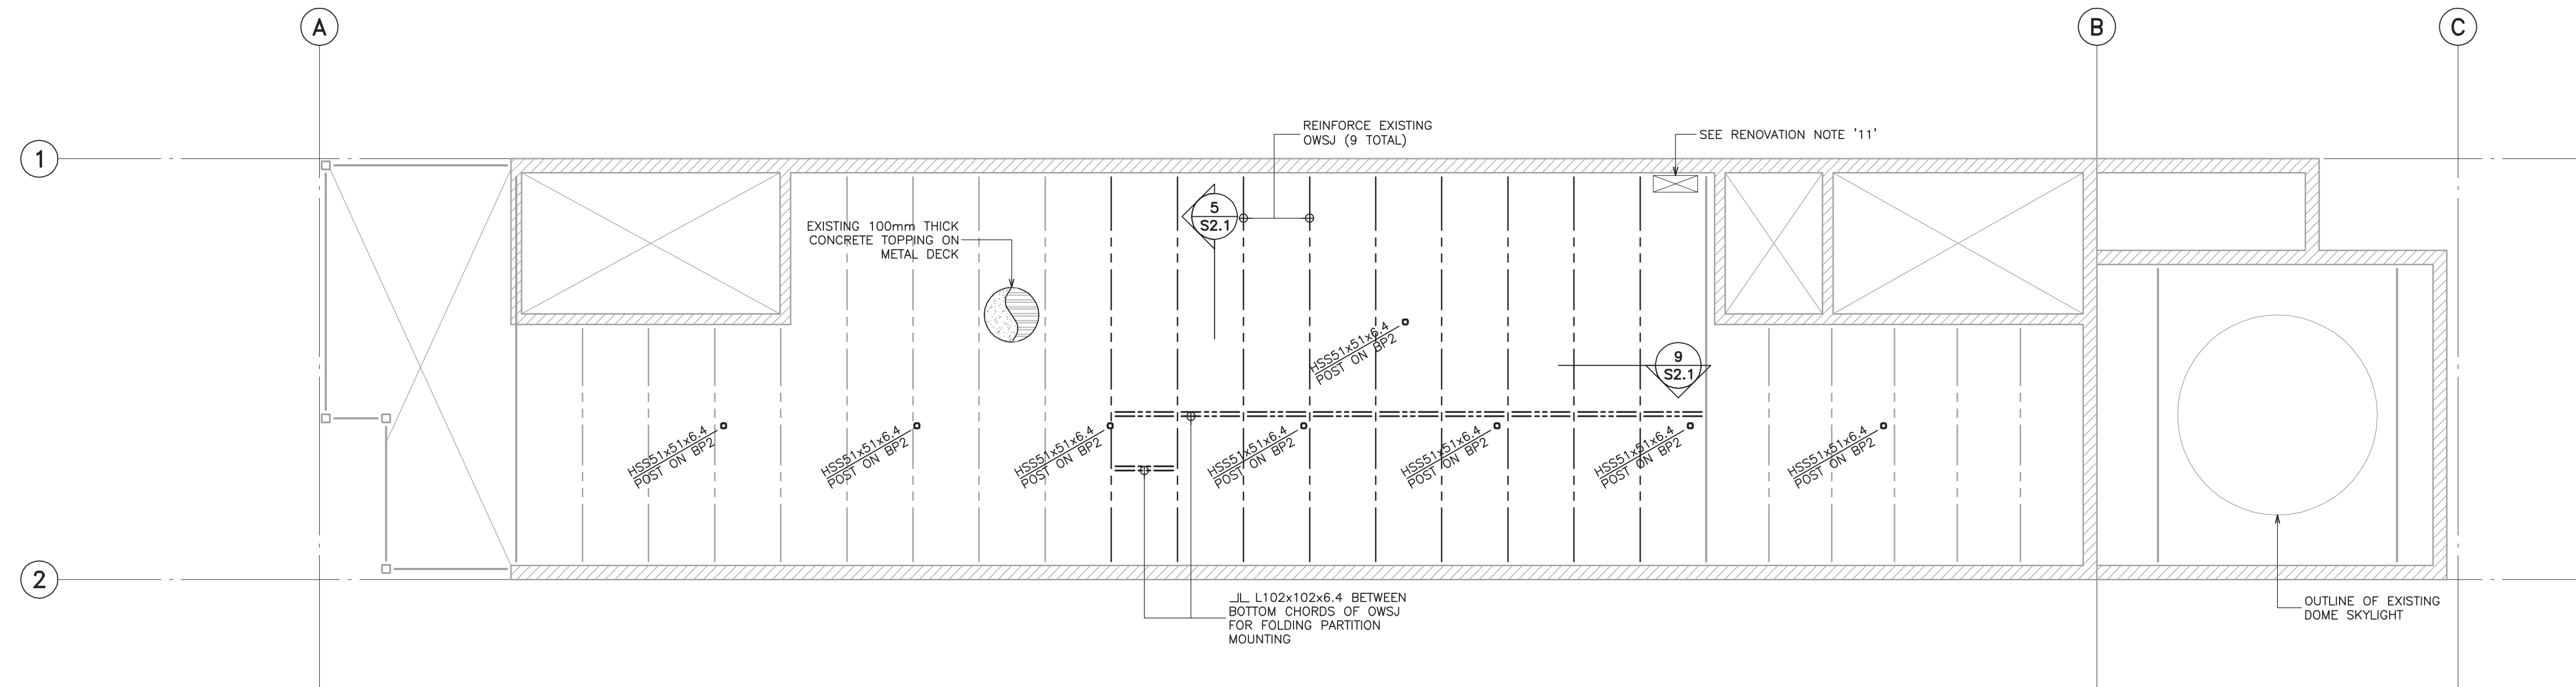 A
B
C
1
REINFORCE EXISTING
OWSJ (9 TOTAL)
SEE RENOVATION NOTE '11'
5
S2.1
EXISTING 100mm THICK
CONCRETE TOPPING ON
METAL DECK
HSS51x51x6.4
POST ON BP2
9
S2.1
HSS51x51x6.4
POST ON BP2
HSS51x51x6.4
POST ON BP2
HSS51x51x6.4
POST ON BP2
HSS51x51x6.4
POST ON BP2
HSS51x51x6.4
POST ON BP2
HSS51x51x6.4
POST ON BP2
HSS51x51x6.4
POST ON BP2
2
L102x102x6.4 BETWEEN
BOTTOM CHORDS OF OWSJ
FOR FOLDING PARTITION
MOUNTING
OUTLINE OF EXISTING
DOME SKYLIGHT